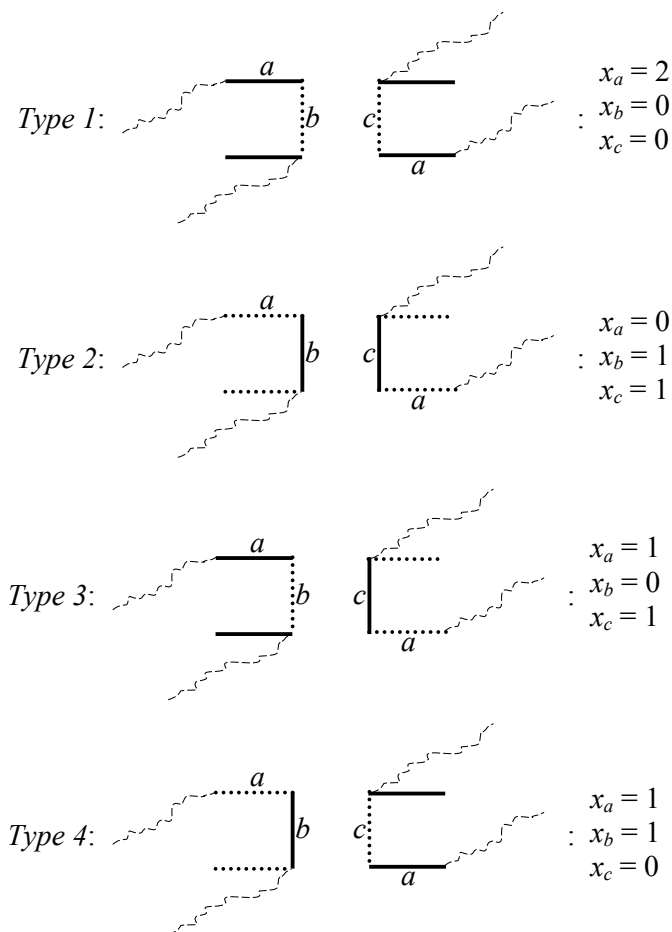 a
x_a = 2
Type 1: b c : x_b = 0
x_c = 0
a
a
x_a = 0
Type 2: b c : x_b = 1
x_c = 1
a
a
x_a = 1
Type 3: b c : x_b = 0
x_c = 1
a
a
x_a = 1
Type 4: b c : x_b = 1
x_c = 0
a